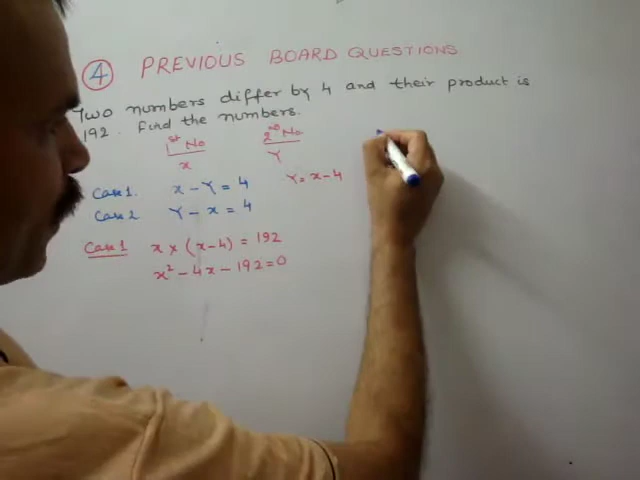 4 PREVIOUS BOARD QUESTIONS
Two numbers differ by 4 and their product is
192. Find the numbers.
1st No 2nd No
x Y
Case 1. x - Y = 4 Y = x - 4
Case 2 Y - x = 4
Case 1 x × (x - 4) = 192
x² - 4x - 192 = 0